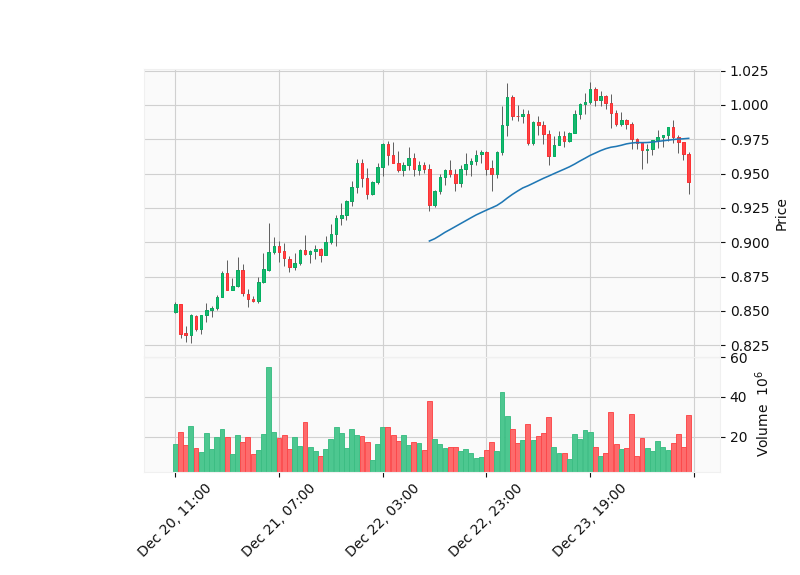 1.025
1.000
0.975
0.950
0.925
0.900
0.875
0.850
0.825
Price
60
40
20
Volume 10^6
Dec 20, 11:00
Dec 21, 07:00
Dec 22, 03:00
Dec 22, 23:00
Dec 23, 19:00